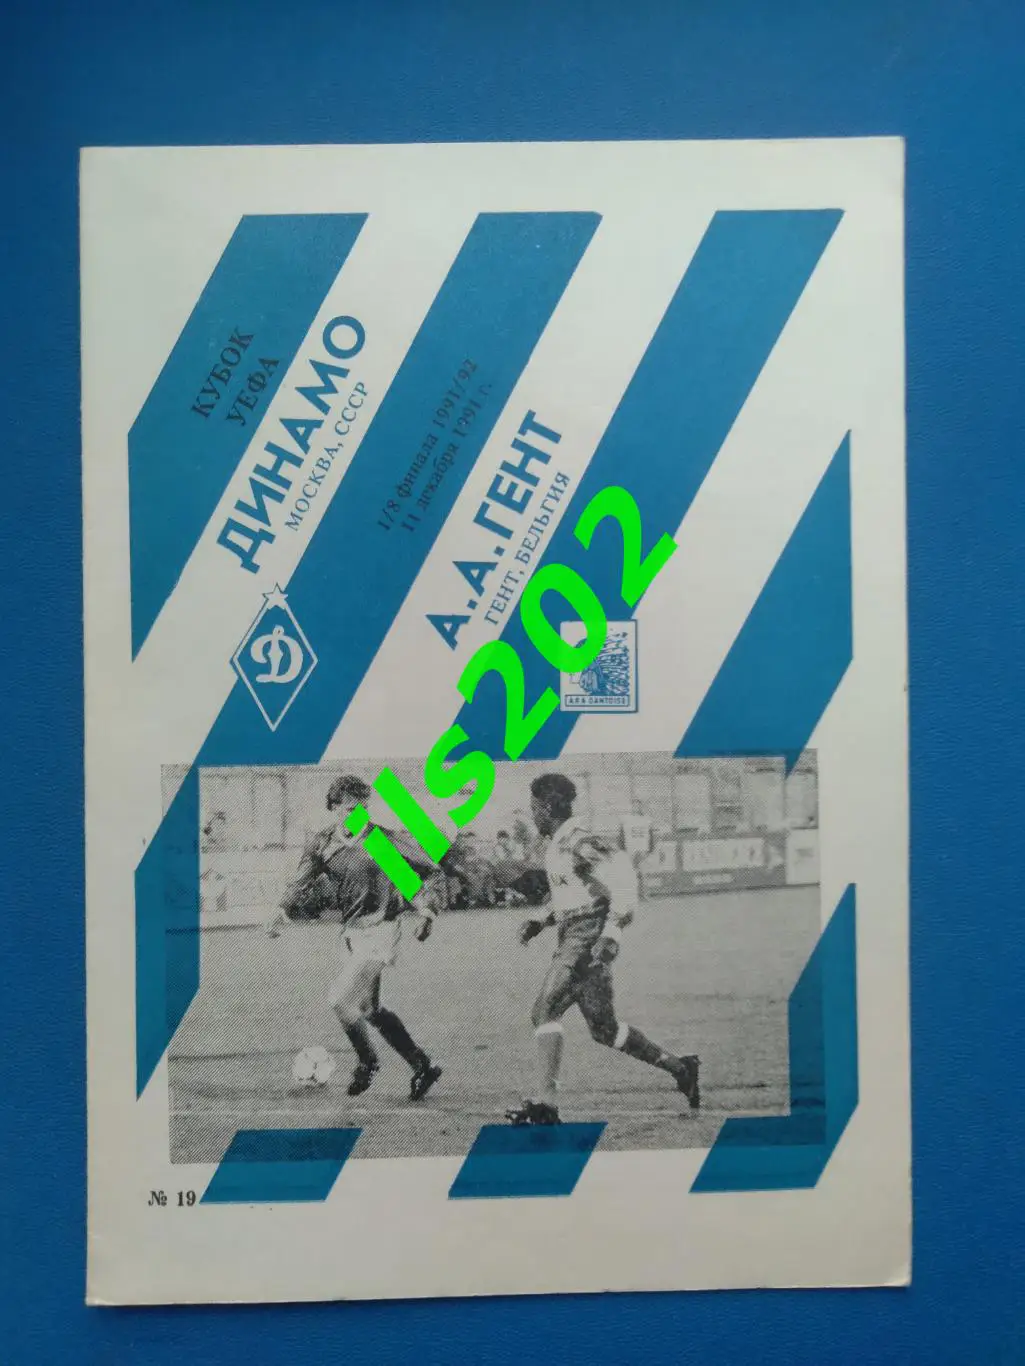 КУБОК
УЕФА
ДИНАМО
МОСКВА, СССР
1/8 финала 1991/92
11 декабря 1991 г.
А.А.ГЕНТ
ГЕНТ, БЕЛЬГИЯ
Д
A.R.A. GANTOISE
ils202
№ 19